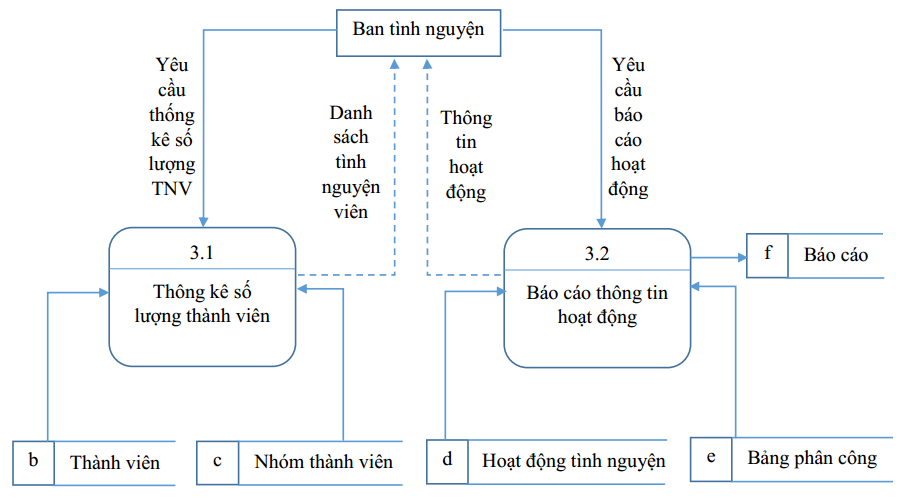 Ban tình nguyện
Yêu
cầu
thống
kê số
lượng
TNV
Danh
sách
tình
nguyện
viên
Thông
tin
hoạt
động
Yêu
cầu
báo
cáo
hoạt
động
3.1
Thông kê số
lượng thành viên
3.2
Báo cáo thông tin
hoạt động
f
Báo cáo
b
Thành viên
c
Nhóm thành viên
d
Hoạt động tình nguyện
e
Bảng phân công